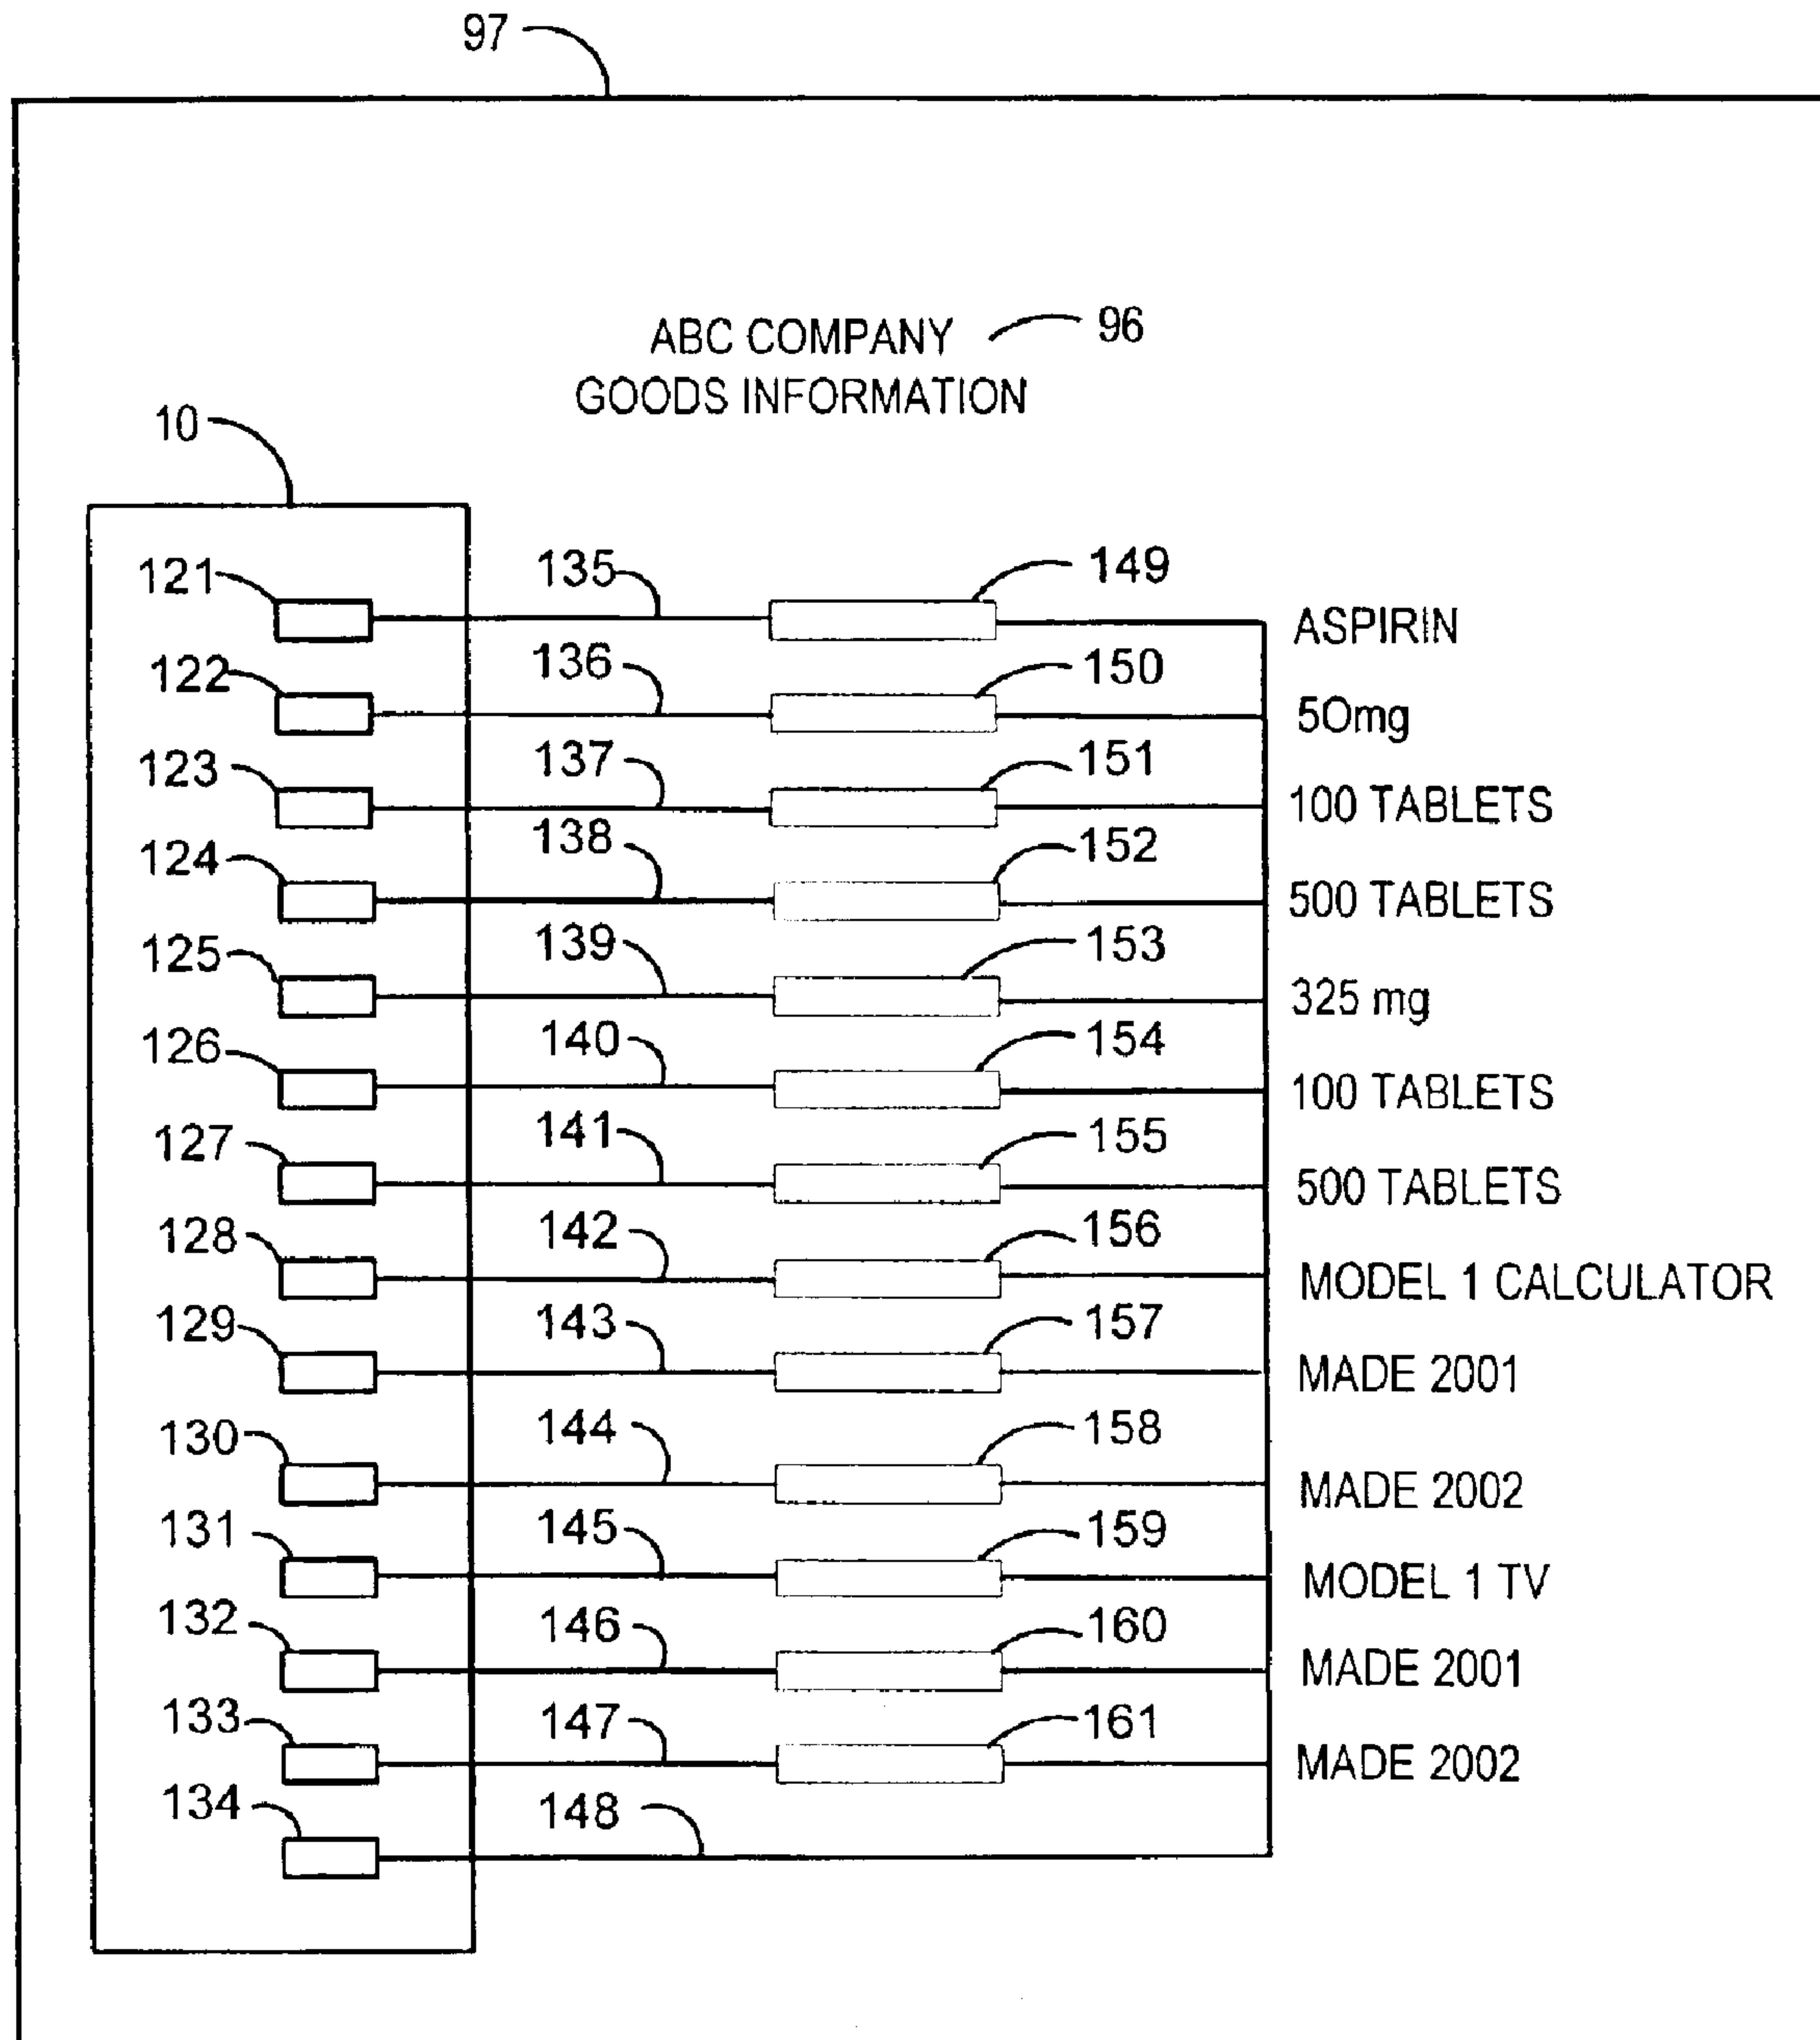 97
ABC COMPANY 96
GOODS INFORMATION
10
121 135 149 ASPIRIN
122 136 150 50mg
123 137 151 100 TABLETS
124 138 152 500 TABLETS
125 139 153 325 mg
126 140 154 100 TABLETS
127 141 155 500 TABLETS
128 142 156 MODEL 1 CALCULATOR
129 143 157 MADE 2001
130 144 158 MADE 2002
131 145 159 MODEL 1 TV
132 146 160 MADE 2001
133 147 161 MADE 2002
134 148